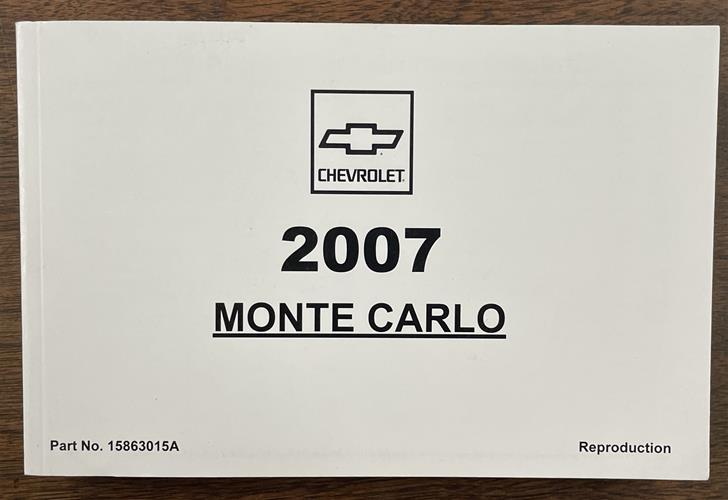 CHEVROLET
2007
MONTE CARLO
Part No. 15863015A
Reproduction